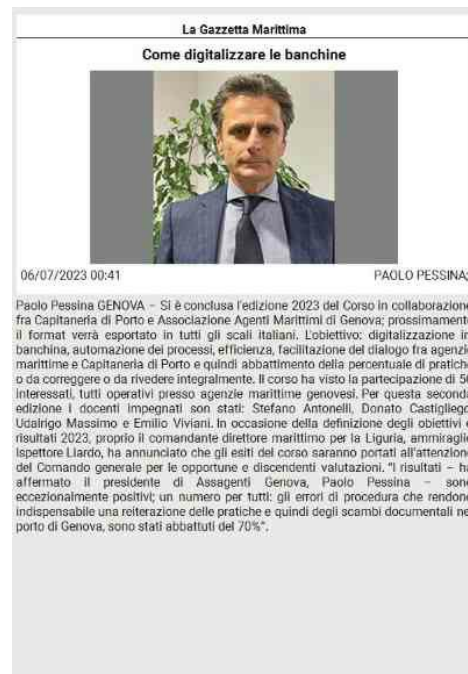 La Gazzetta Marittima
Come digitalizzare le banchine
06/07/2023 00:41 PAOLO PESSINA;
Paolo Pessina GENOVA – Si è conclusa l'edizione 2023 del Corso in collaborazione
fra Capitaneria di Porto e Associazione Agenti Marittimi di Genova; prossimamente
il format verrà esportato in tutti gli scali italiani. L'obiettivo: digitalizzazione in
banchina, automazione dei processi, efficienza, facilitazione del dialogo fra agenzie
marittime e Capitaneria di Porto e quindi abbattimento della percentuale di pratiche
o da correggere o da rivedere integralmente. Il corso ha visto la partecipazione di 50
interessati, tutti operativi presso agenzie marittime genovesi. Per questa seconda
edizione i docenti impegnati son stati: Stefano Antonelli, Donato Castigliego
Udalrigo Massimo e Emilio Viviani. In occasione della definizione degli obiettivi e
risultati 2023, proprio il comandante direttore marittimo per la Liguria, ammiraglio
Ispettore Liardo, ha annunciato che gli esiti del corso saranno portati all'attenzione
del Comando generale per le opportune e discendenti valutazioni. "I risultati – ha
affermato il presidente di Assagenti Genova, Paolo Pessina – sono
eccezionalmente positivi; un numero per tutti: gli errori di procedura che rendono
indispensabile una reiterazione delle pratiche e quindi degli scambi documentali nel
porto di Genova, sono stati abbattuti del 70%".